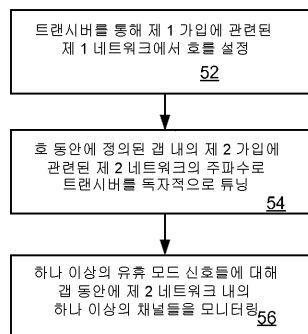 트랜시버를 통해 제 1 가입에 관련된
제 1 네트워크에서 호를 설정
52
호 동안에 정의된 갭 내의 제 2 가입에
관련된 제 2 네트워크의 주파수로
트랜시버를 독자적으로 튜닝
54
하나 이상의 유휴 모드 신호들에 대해
갭 동안에 제 2 네트워크 내의
하나 이상의 채널들을 모니터링
56